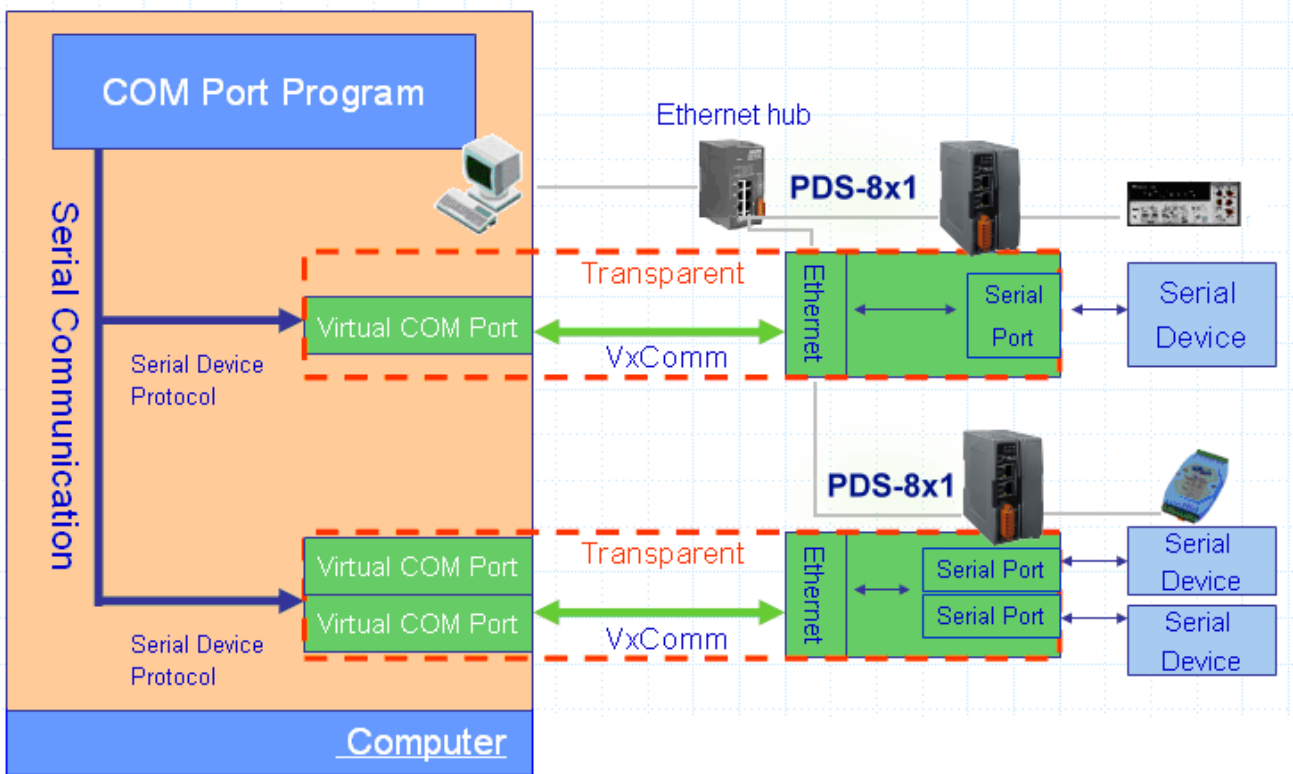 COM Port Program
Ethernet hub
PDS-8x1
Serial Communication
Transparent
Virtual COM Port
VxComm
Ethernet
Serial
Port
Serial
Device
Serial Device
Protocol
PDS-8x1
Transparent
Virtual COM Port
Virtual COM Port
VxComm
Ethernet
Serial Port
Serial Port
Serial
Device
Serial
Device
Serial Device
Protocol
Computer